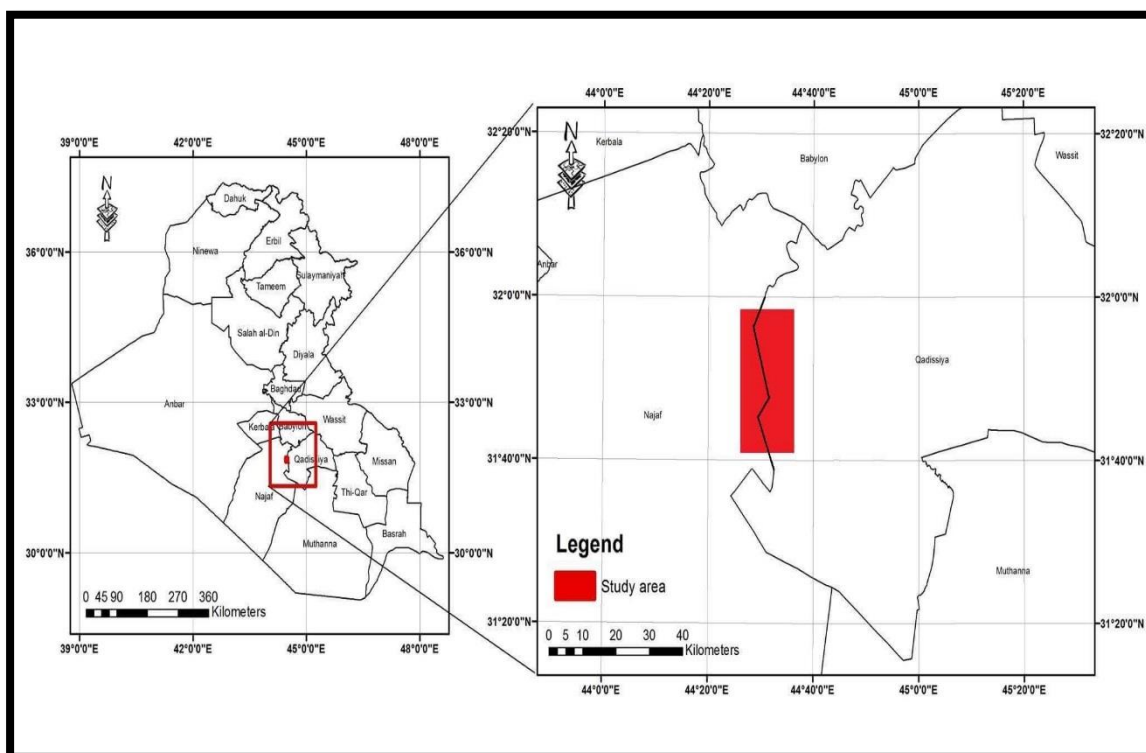 39°0'0"E 42°0'0"E 45°0'0"E 48°0'0"E
N
36°0'0"N
33°0'0"N
30°0'0"N
Dahuk
Ninewa
Erbil
Sulaymaniyah
Tameem
Salah al-Din
Diyala
Baghdad
Anbar
Kerbala
Babylon
Wassit
Qadissiya
Missan
Najaf
Thi-Qar
Basrah
Muthanna
0 45 90 180 270 360
Kilometers
36°0'0"N
33°0'0"N
30°0'0"N
39°0'0"E 42°0'0"E 45°0'0"E 48°0'0"E
44°0'0"E 44°20'0"E 44°40'0"E 45°0'0"E 45°20'0"E
32°20'0"N
32°0'0"N
31°40'0"N
31°20'0"N
N
Kerbala
Babylon
Wassit
Anbar
Qadissiya
Najaf
Muthanna
Legend
Study area
0 5 10 20 30 40
Kilometers
32°20'0"N
32°0'0"N
31°40'0"N
31°20'0"N
44°0'0"E 44°20'0"E 44°40'0"E 45°0'0"E 45°20'0"E